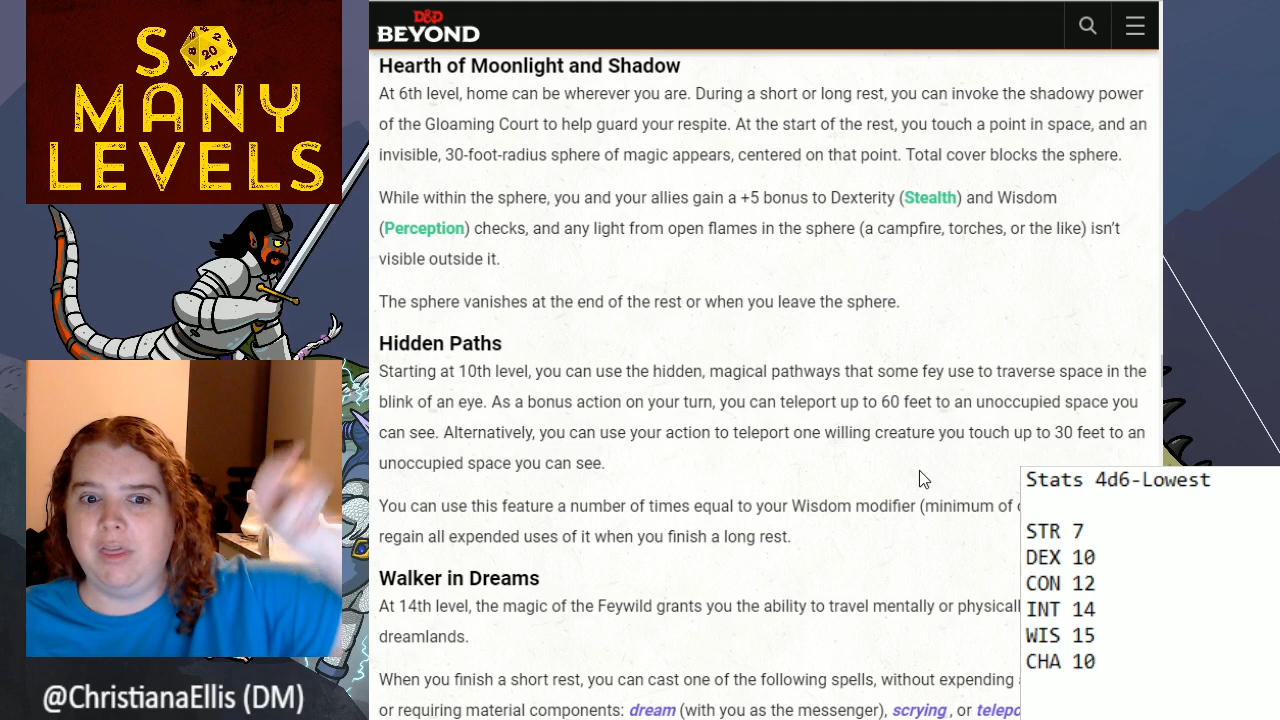 SO
MANY
LEVELS
@ChristianaEllis (DM)
D&D
BEYOND
Hearth of Moonlight and Shadow
At 6th level, home can be wherever you are. During a short or long rest, you can invoke the shadowy power
of the Gloaming Court to help guard your respite. At the start of the rest, you touch a point in space, and an
invisible, 30-foot-radius sphere of magic appears, centered on that point. Total cover blocks the sphere.
While within the sphere, you and your allies gain a +5 bonus to Dexterity (Stealth) and Wisdom
(Perception) checks, and any light from open flames in the sphere (a campfire, torches, or the like) isn't
visible outside it.
The sphere vanishes at the end of the rest or when you leave the sphere.
Hidden Paths
Starting at 10th level, you can use the hidden, magical pathways that some fey use to traverse space in the
blink of an eye. As a bonus action on your turn, you can teleport up to 60 feet to an unoccupied space you
can see. Alternatively, you can use your action to teleport one willing creature you touch up to 30 feet to an
unoccupied space you can see.
You can use this feature a number of times equal to your Wisdom modifier (minimum of
regain all expended uses of it when you finish a long rest.
Walker in Dreams
At 14th level, the magic of the Feywild grants you the ability to travel mentally or physicall
dreamlands.
When you finish a short rest, you can cast one of the following spells, without expending
or requiring material components: dream (with you as the messenger), scrying, or telepo
Stats 4d6-Lowest
STR 7
DEX 10
CON 12
INT 14
WIS 15
CHA 10